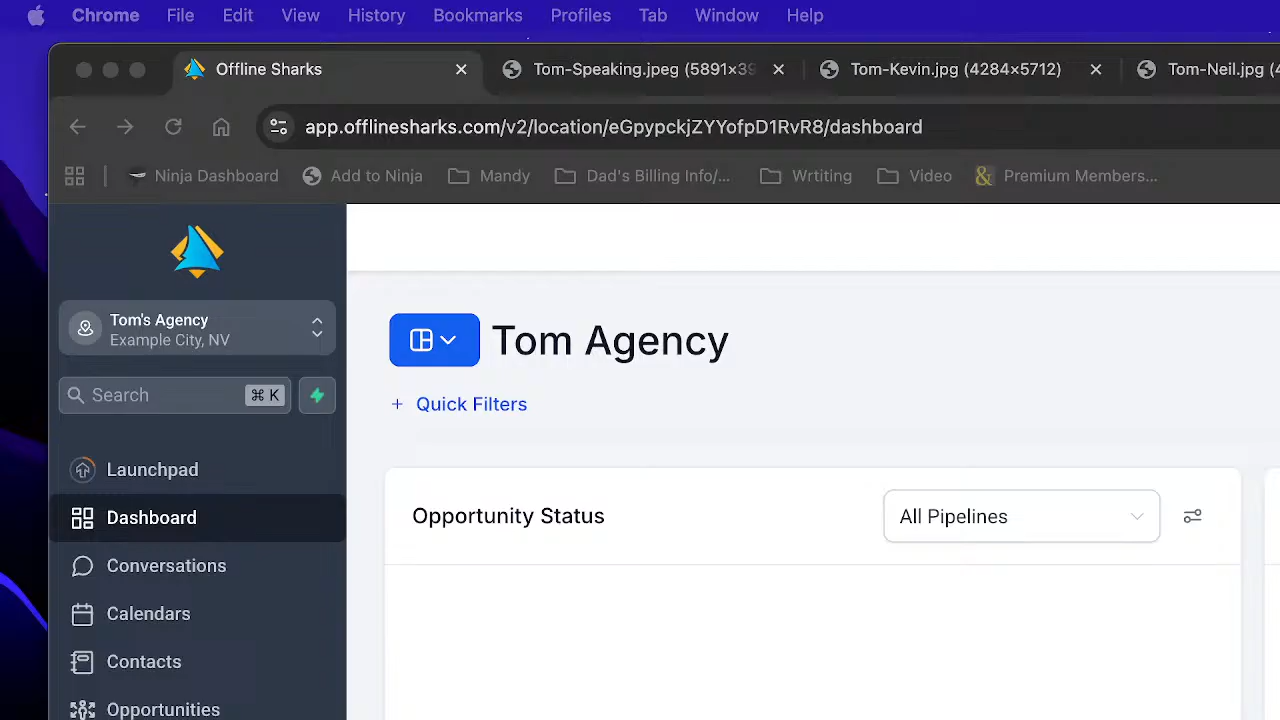 Chrome File Edit View History Bookmarks Profiles Tab Window Help
Offline Sharks Tom-Speaking.jpeg (5891×39 Tom-Kevin.jpg (4284×5712) Tom-Neil.jpg (4
app.offlinesharks.com/v2/location/eGpypckjZYYofpD1RvR8/dashboard
Ninja Dashboard Add to Ninja Mandy Dad's Billing Info/... Wrtiting Video Premium Members...
Tom's Agency
Example City, NV
Search ⌘ K
Launchpad
Dashboard
Conversations
Calendars
Contacts
Opportunities
Tom Agency
+ Quick Filters
Opportunity Status All Pipelines